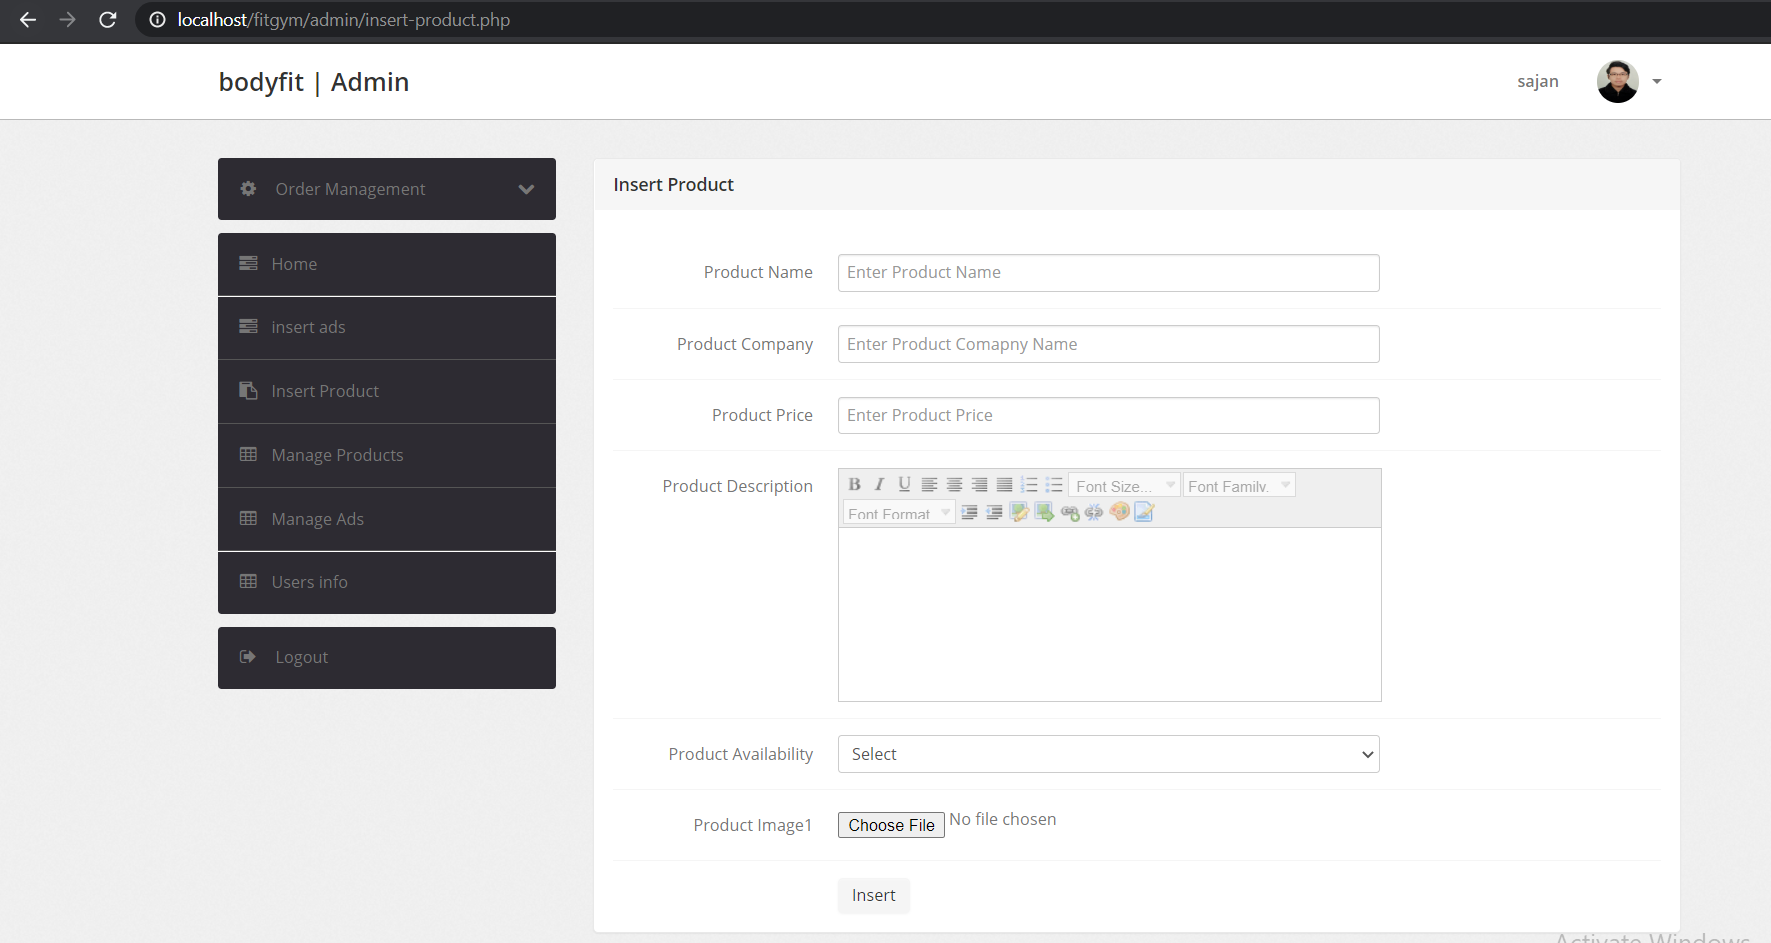 localhost/fitgym/admin/insert-product.php
bodyfit | Admin
sajan
Order Management
Home
insert ads
Insert Product
Manage Products
Manage Ads
Users info
Logout
Insert Product
Product Name
Enter Product Name
Product Company
Enter Product Comapny Name
Product Price
Enter Product Price
Product Description
B I U Font Size... Font Family.
Font Format
Product Availability
Select
Product Image1
Choose File No file chosen
Insert
Activate Windows